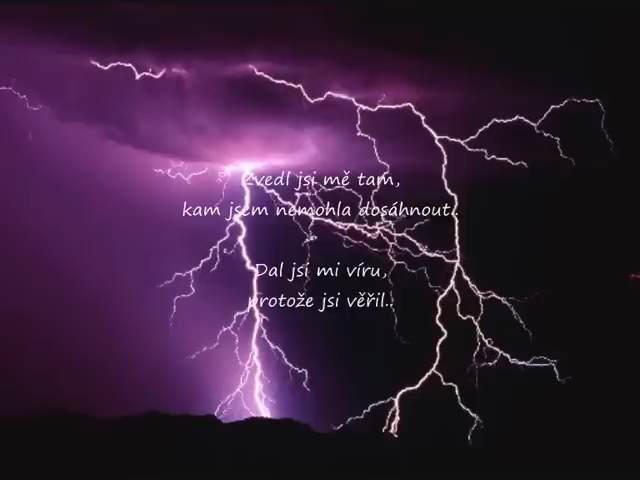 Zvedl jsi mě tam,
kam jsem nemohla dosáhnout..
Dal jsi mi víru,
protože jsi věřil..